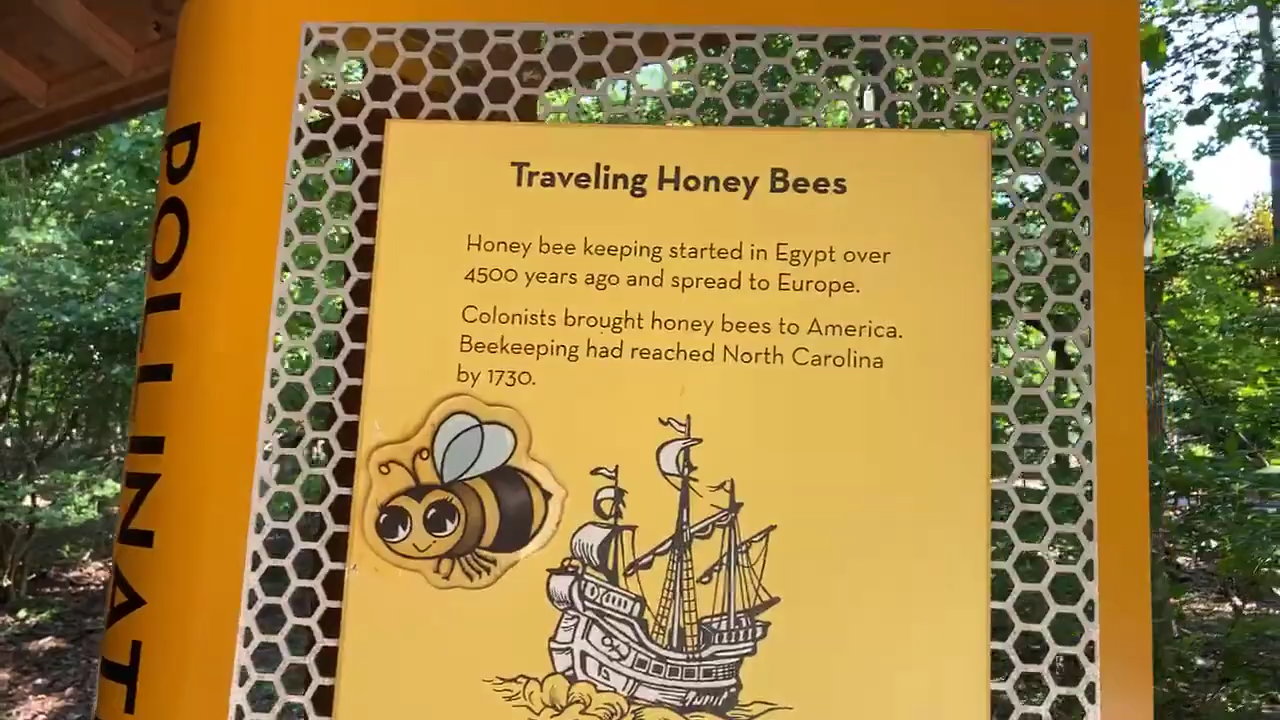 POLLINAT
Traveling Honey Bees
Honey bee keeping started in Egypt over
4500 years ago and spread to Europe.
Colonists brought honey bees to America.
Beekeeping had reached North Carolina
by 1730.